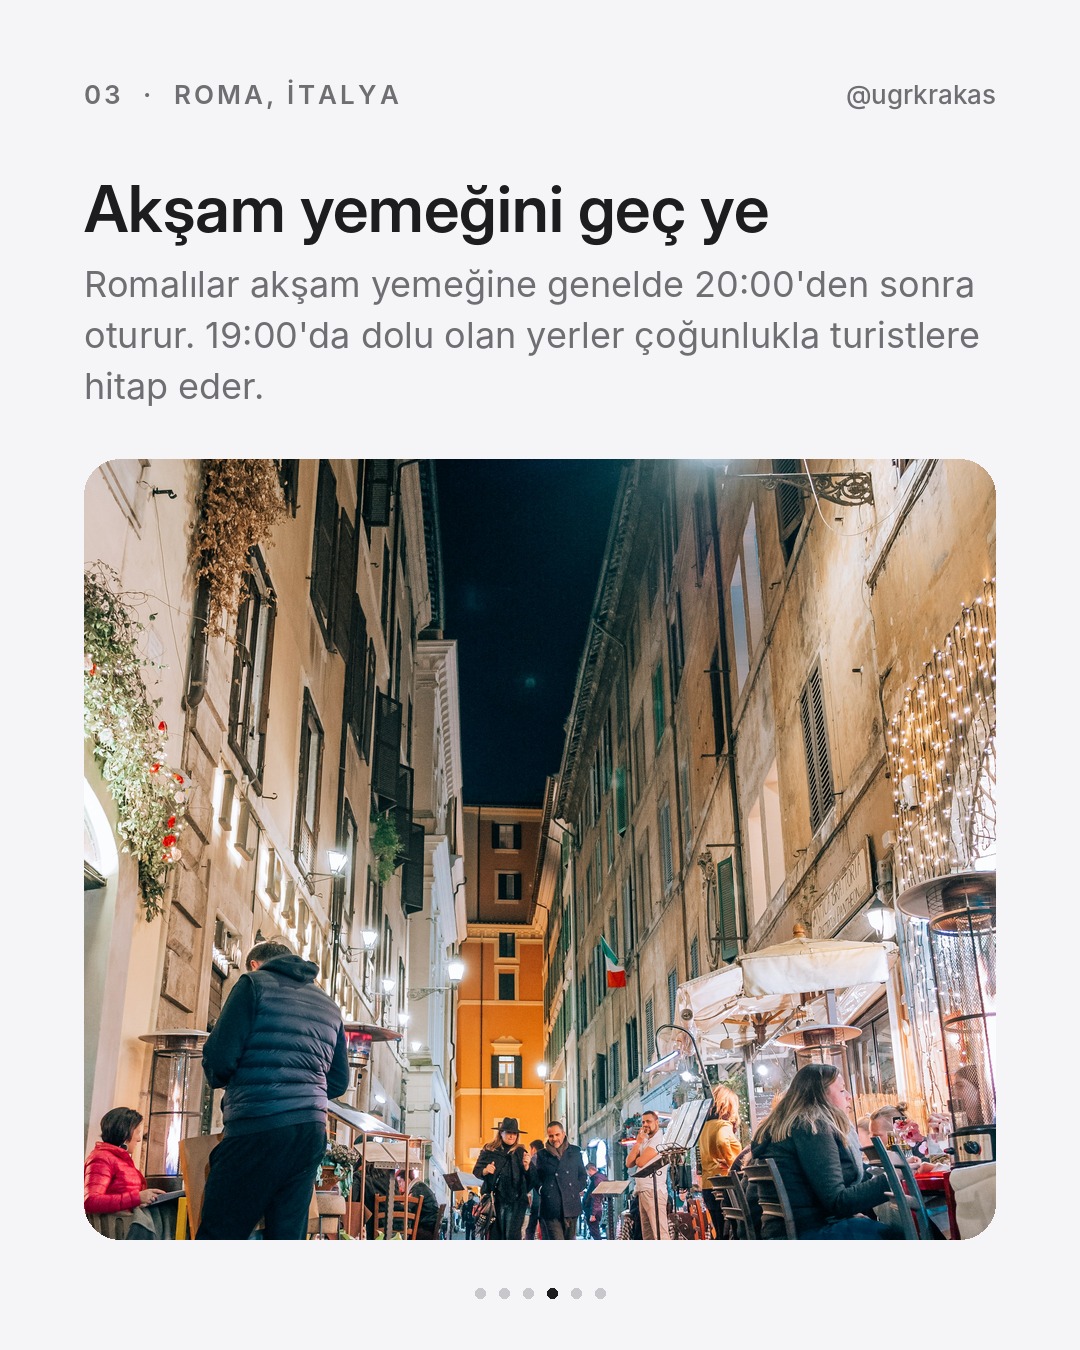 03 · ROMA, İTALYA
@ugrkrakas
Akşam yemeğini geç ye
Romalılar akşam yemeğine genelde 20:00'den sonra
oturur. 19:00'da dolu olan yerler çoğunlukla turistlere
hitap eder.